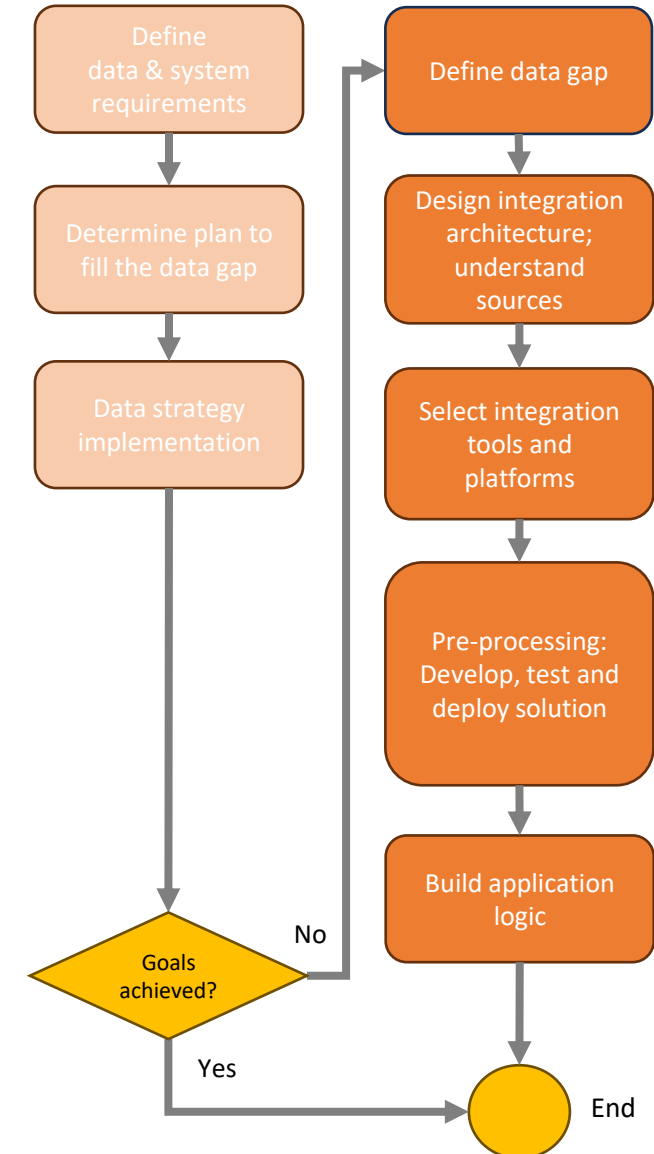 Define
data & system
requirements
Determine plan to
fill the data gap
Data strategy
implementation
Goals
achieved?
No
Yes
Define data gap
Design integration
architecture;
understand
sources
Select integration
tools and
platforms
Pre-processing:
Develop, test and
deploy solution
Build application
logic
End